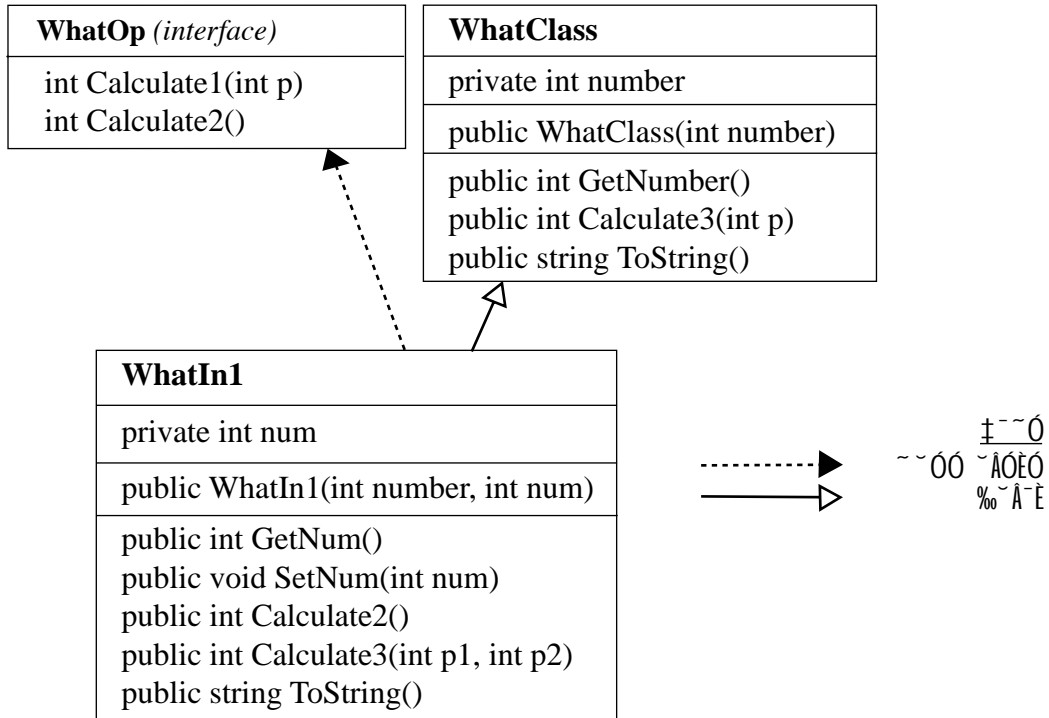 WhatOp (interface)
int Calculate1(int p)
int Calculate2()
WhatClass
private int number
public WhatClass(int number)
public int GetNumber()
public int Calculate3(int p)
public string ToString()
WhatIn1
private int num
public WhatIn1(int number, int num)
public int GetNum()
public void SetNum(int num)
public int Calculate2()
public int Calculate3(int p1, int p2)
public string ToString()